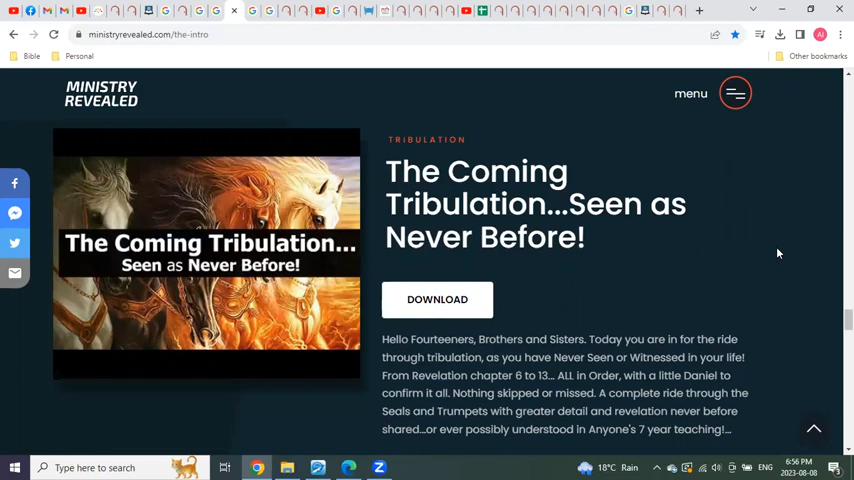 ministryrevealed.com/the-intro
AI
Bible
Personal
Other bookmarks
MINISTRY
REVEALED
menu
TRIBULATION
The Coming
Tribulation...Seen as
Never Before!
The Coming Tribulation...
Seen as Never Before!
DOWNLOAD
Hello Fourteeners, Brothers and Sisters. Today you are in for the ride
through tribulation, as you have Never Seen or Witnessed in your life!
From Revelation chapter 6 to 13... ALL in Order, with a little Daniel to
confirm it all. Nothing skipped or missed. A complete ride through the
Seals and Trumpets with greater detail and revelation never before
shared...or ever possibly understood in Anyone's 7 year teaching!...
Type here to search
18°C Rain
ENG
6:56 PM
2023-08-08
3